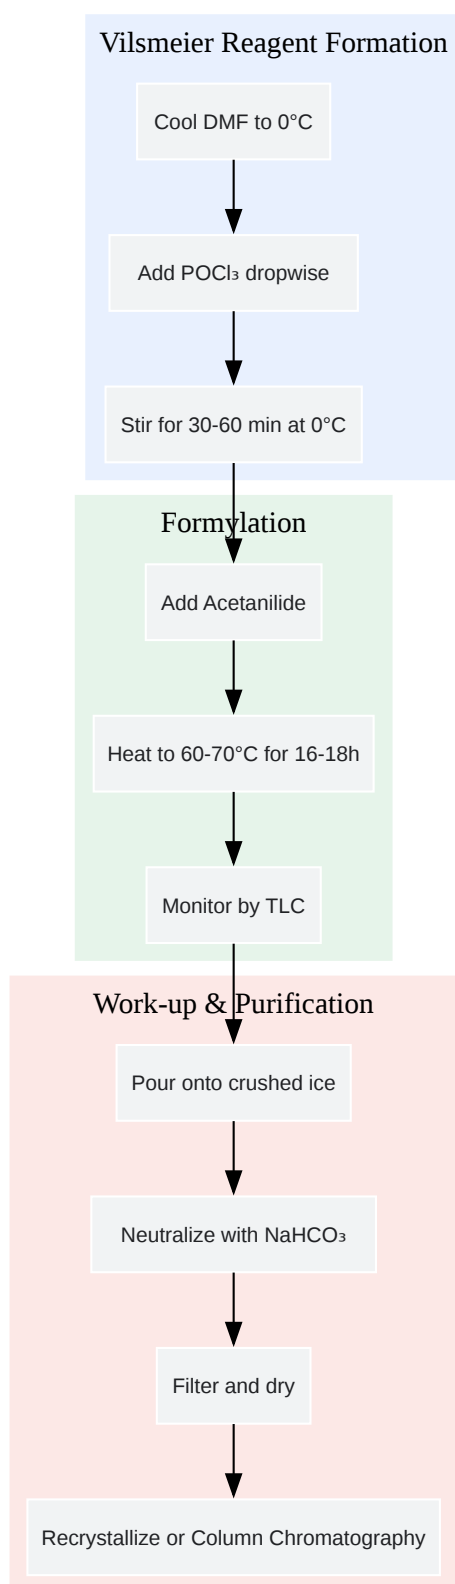 Vilsmeier Reagent Formation
Cool DMF to 0°C
Add POCl₃ dropwise
Stir for 30-60 min at 0°C
Formylation
Add Acetanilide
Heat to 60-70°C for 16-18h
Monitor by TLC
Work-up & Purification
Pour onto crushed ice
Neutralize with NaHCO₃
Filter and dry
Recrystallize or Column Chromatography